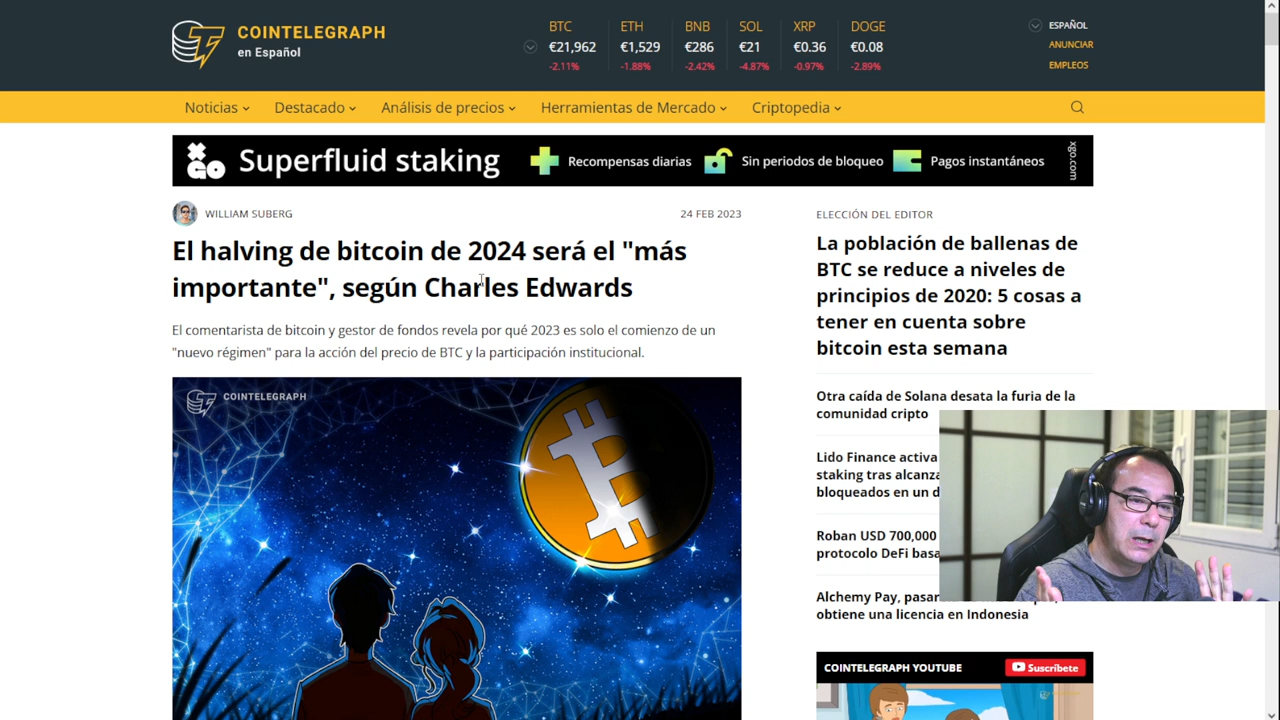 COINTELEGRAPH
en Español
BTC
€21,962
-2.11%
ETH
€1,529
-1.88%
BNB
€286
-2.42%
SOL
€21
-4.87%
XRP
€0.36
-0.97%
DOGE
€0.08
-2.89%
ESPAÑOL
ANUNCIAR
EMPLEOS
Noticias
Destacado
Análisis de precios
Herramientas de Mercado
Criptopedia
xGO
Superfluid staking
Recompensas diarias
Sin periodos de bloqueo
Pagos instantáneos
xgo.com
WILLIAM SUBERG
24 FEB 2023
El halving de bitcoin de 2024 será el "más
importante", según Charles Edwards
El comentarista de bitcoin y gestor de fondos revela por qué 2023 es solo el comienzo de un
"nuevo régimen" para la acción del precio de BTC y la participación institucional.
COINTELEGRAPH
ELECCIÓN DEL EDITOR
La población de ballenas de
BTC se reduce a niveles de
principios de 2020: 5 cosas a
tener en cuenta sobre
bitcoin esta semana
Otra caída de Solana desata la furia de la
comunidad cripto
Lido Finance activa
staking tras alcanza
bloqueados en un d
Roban USD 700,000
protocolo DeFi basa
Alchemy Pay, pasar
obtiene una licencia en Indonesia
COINTELEGRAPH YOUTUBE
Suscríbete